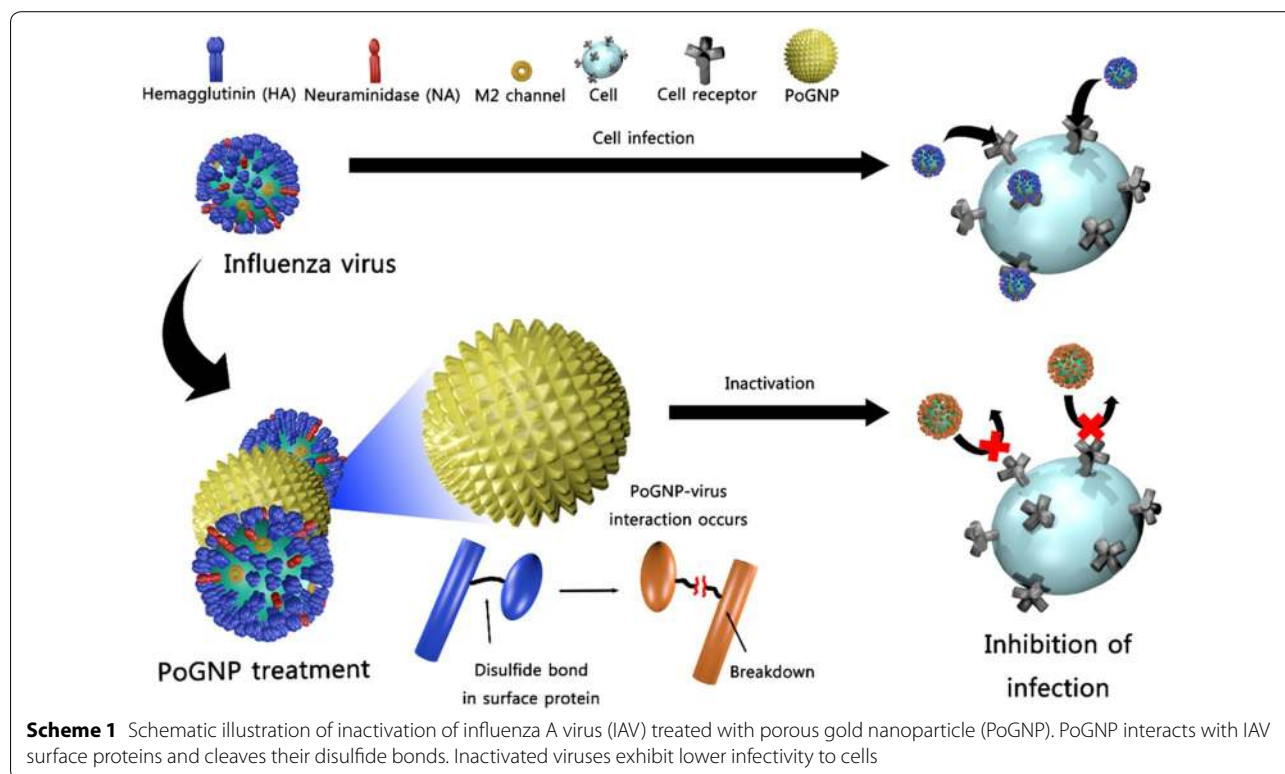 Hemagglutinin (HA) Neuraminidase (NA) M2 channel Cell Cell receptor PoGNP
Cell infection
Influenza virus
Inactivation
PoGNP-virus
interaction occurs
Disulfide bond
in surface protein
Breakdown
PoGNP treatment
Inhibition of
infection
Scheme 1 Schematic illustration of inactivation of influenza A virus (IAV) treated with porous gold nanoparticle (PoGNP). PoGNP interacts with IAV
surface proteins and cleaves their disulfide bonds. Inactivated viruses exhibit lower infectivity to cells